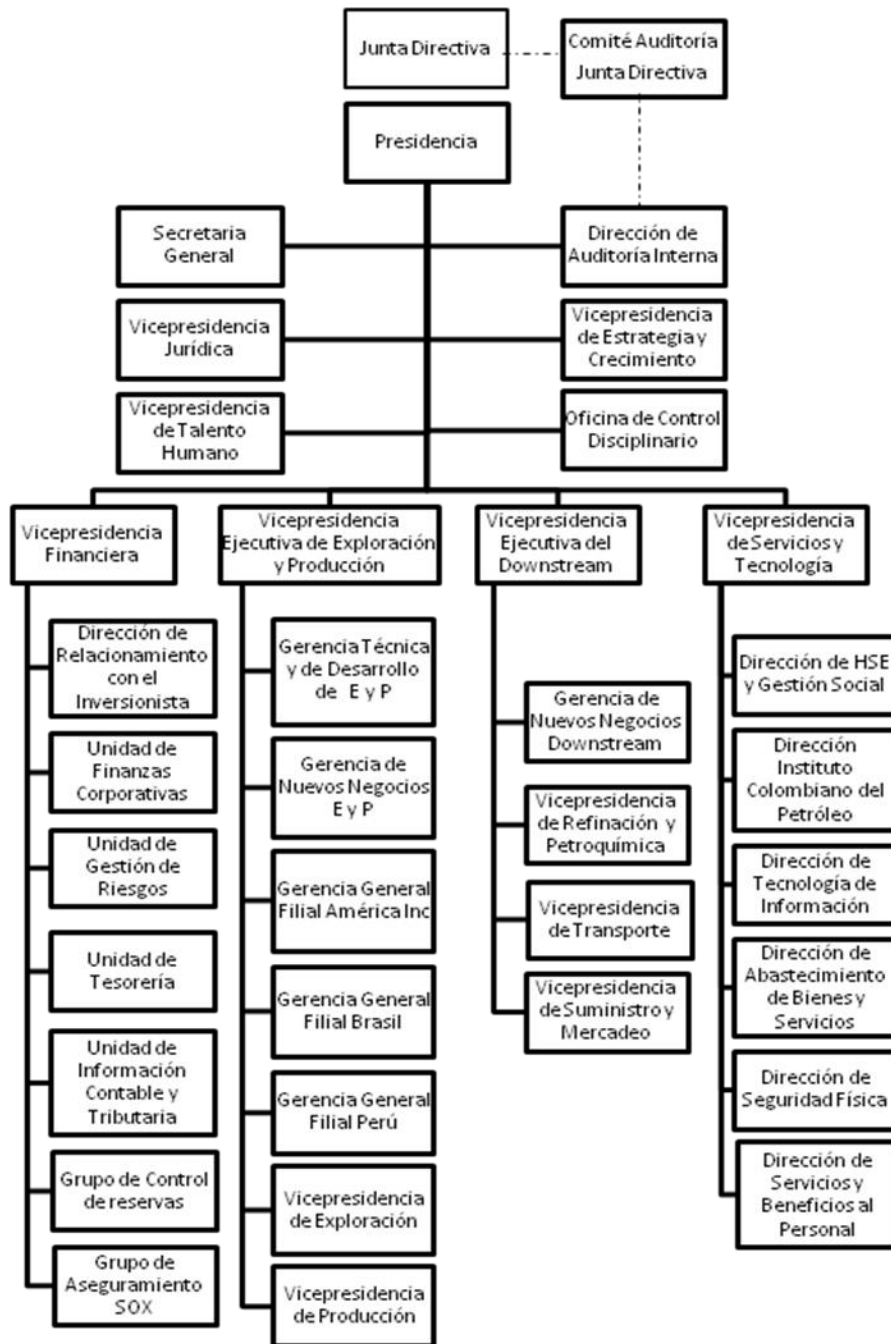 Junta Directiva
Comité Auditoría
Junta Directiva
Presidencia
Secretaria
General
Dirección de
Auditoría Interna
Vicepresidencia
Jurídica
Vicepresidencia
de Estrategia y
Crecimiento
Vicepresidencia
de Talento
Humano
Oficina de Control
Disciplinario
Vicepresidencia
Financiera
Vicepresidencia
Ejecutiva de Exploración
y Producción
Vicepresidencia
Ejecutiva del
Downstream
Vicepresidencia
de Servicios y
Tecnología
Dirección de
Relacionamiento
con el
Inversionista
Unidad de
Finanzas
Corporativas
Unidad de
Gestión de
Riesgos
Unidad de
Tesorería
Unidad de
Información
Contable y
Tributaria
Grupo de Control
de reservas
Grupo de
Aseguramiento
SOX
Gerencia Técnica
y de Desarrollo
de E y P
Gerencia de
Nuevos Negocios
E y P
Gerencia General
Filial América Inc
Gerencia General
Filial Brasil
Gerencia General
Filial Perú
Vicepresidencia
de Exploración
Vicepresidencia
de Producción
Gerencia de
Nuevos Negocios
Downstream
Vicepresidencia
de Refinación y
Petroquímica
Vicepresidencia
de Transporte
Vicepresidencia
de Suministro y
Mercadeo
Dirección de HSE
y Gestión Social
Dirección
Instituto
Colombiano del
Petróleo
Dirección de
Tecnología de
Información
Dirección de
Abastecimiento
de Bienes y
Servicios
Dirección de
Seguridad Física
Dirección de
Servicios y
Beneficios al
Personal